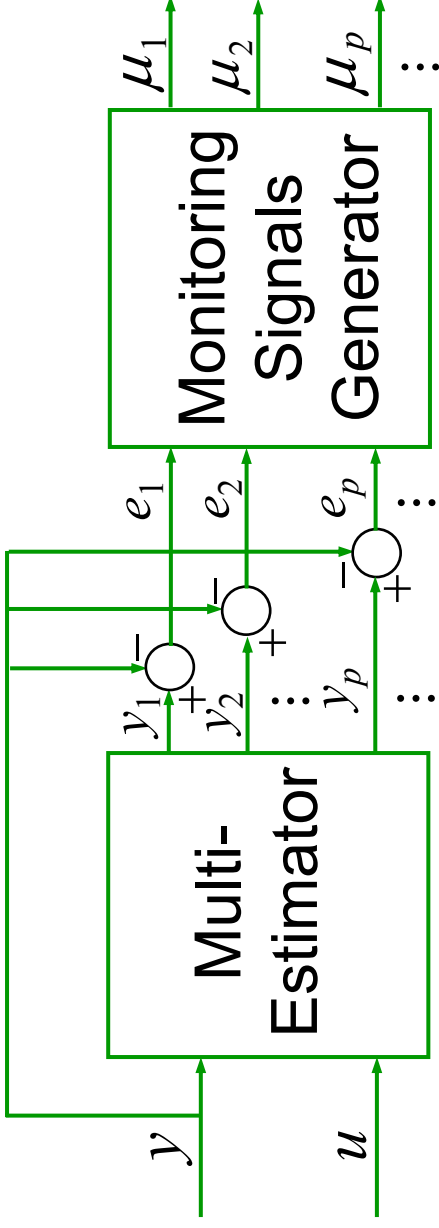 y
u
Multi-
Estimator
y₁
y₂
⋮
yₚ
⋮
−
+
−
+
−
+
e₁
e₂
eₚ
⋮
Monitoring
Signals
Generator
μ₁
μ₂
μₚ
⋮